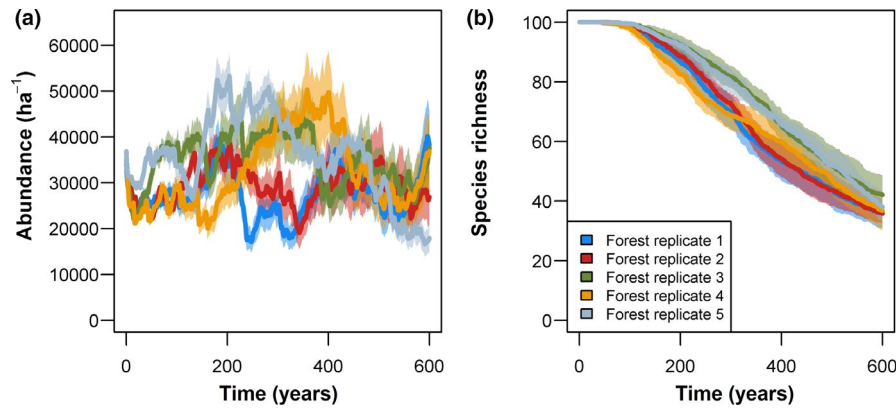 (a)
Abundance (ha⁻¹)
60000
50000
40000
30000
20000
10000
0
0 200 400 600
Time (years)
(b)
Species richness
100
80
60
40
20
0
Forest replicate 1
Forest replicate 2
Forest replicate 3
Forest replicate 4
Forest replicate 5
0 200 400 600
Time (years)